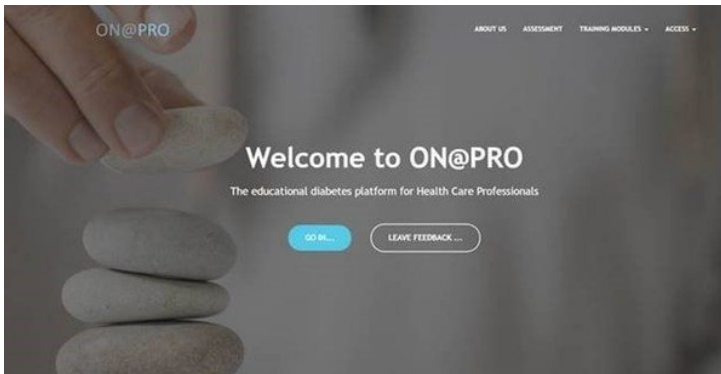 ON@PRO
ABOUT US ASSESSMENT TRAINING MODULES ACCESS
Welcome to ON@PRO
The educational diabetes platform for Health Care Professionals
GO IN... LEAVE FEEDBACK ...